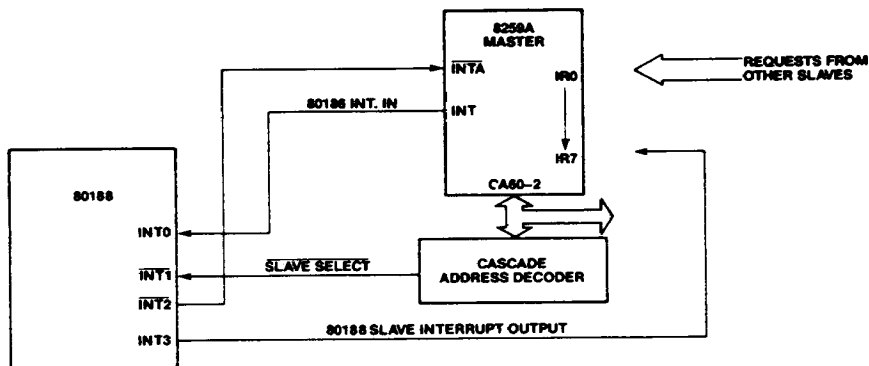 8259A
MASTER
INTA
IR0
REQUESTS FROM
OTHER SLAVES
80186 INT. IN
INT
IR7
80188
CA60-2
INT0
SLAVE SELECT
CASCADE
ADDRESS DECODER
INT1
INT2
80188 SLAVE INTERRUPT OUTPUT
INT3